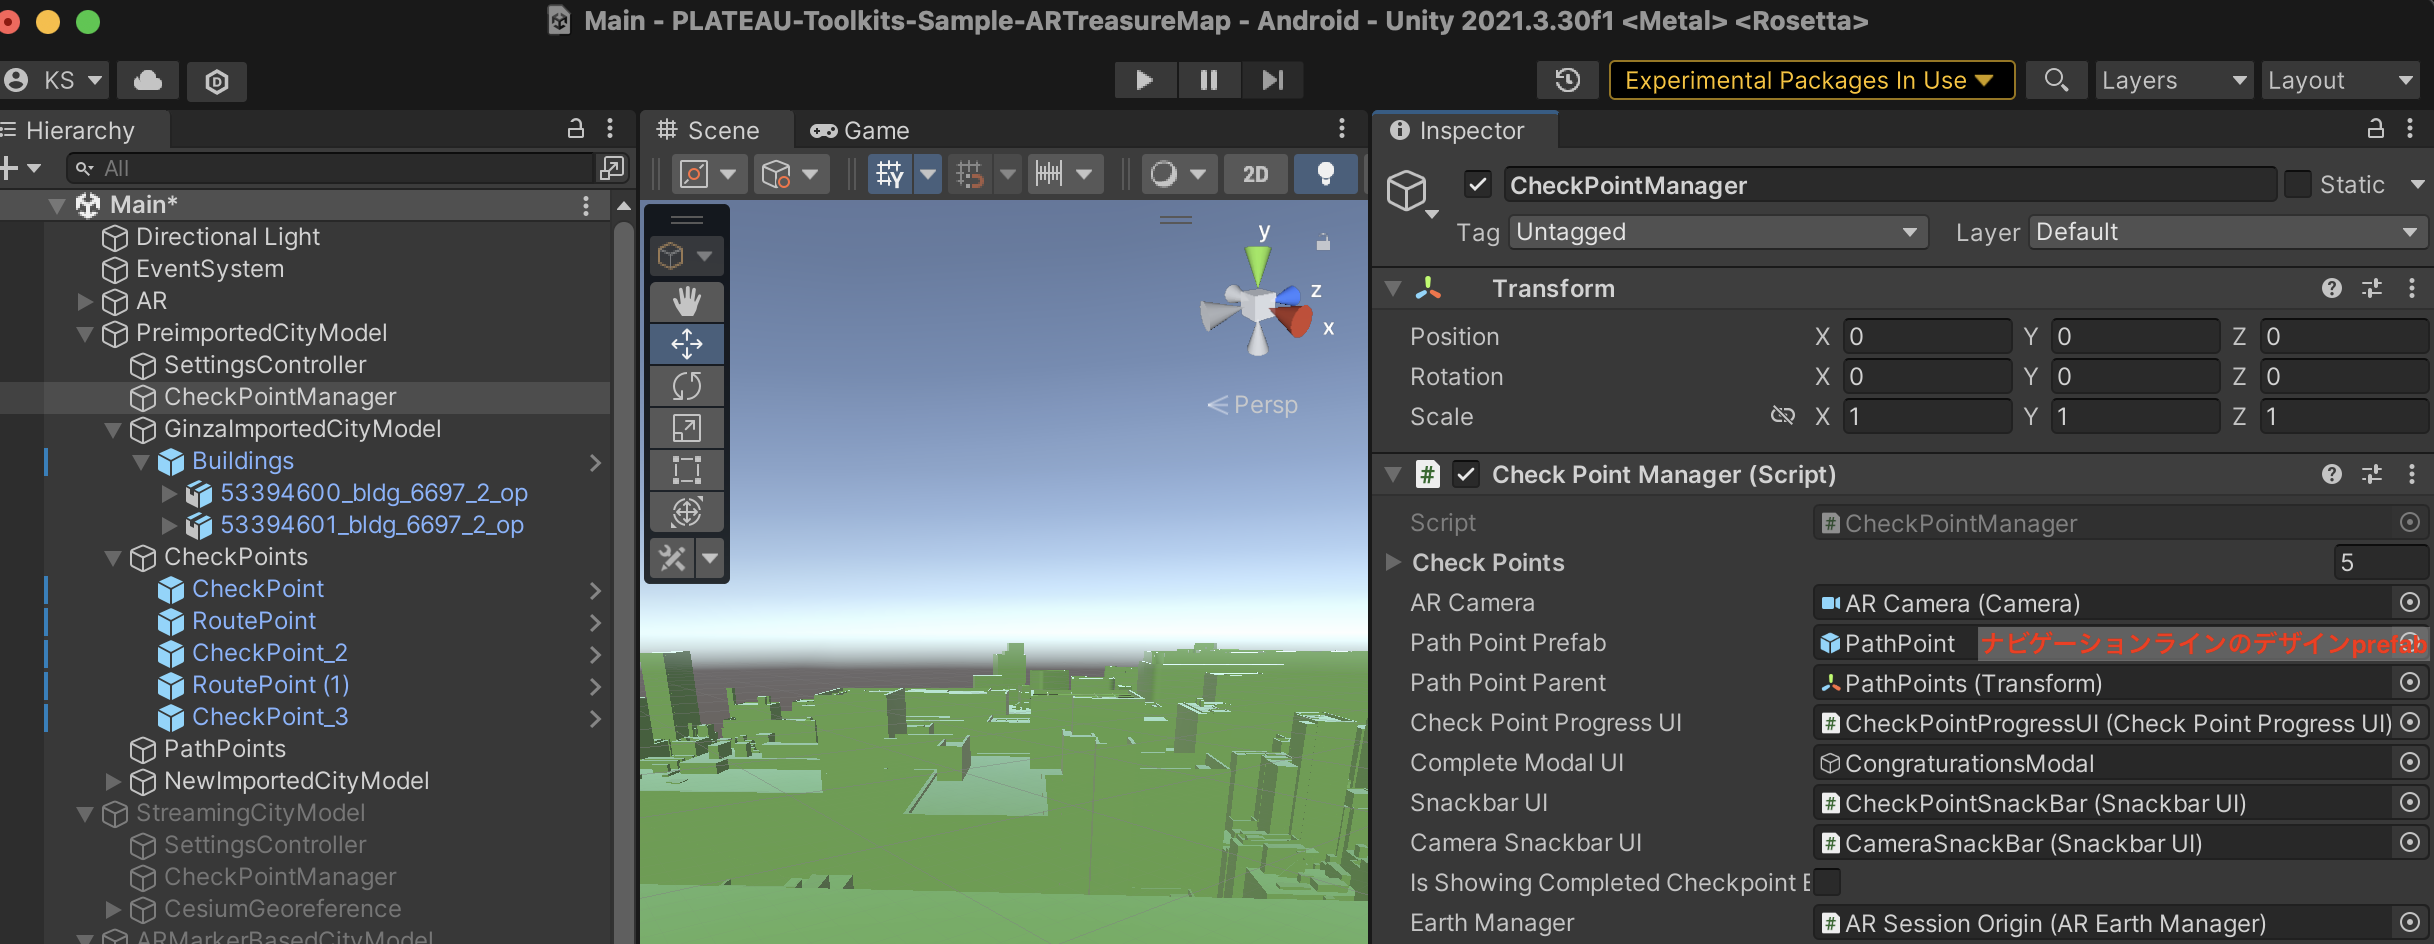 Main - PLATEAU-Toolkits-Sample-ARTreasureMap - Android - Unity 2021.3.30f1 <Metal> <Rosetta>
KS
Experimental Packages In Use
Layers
Layout
Hierarchy
All
Main*
Directional Light
EventSystem
AR
PreimportedCityModel
SettingsController
CheckPointManager
GinzaImportedCityModel
Buildings
53394600_bldg_6697_2_op
53394601_bldg_6697_2_op
CheckPoints
CheckPoint
RoutePoint
CheckPoint_2
RoutePoint (1)
CheckPoint_3
PathPoints
NewImportedCityModel
StreamingCityModel
SettingsController
CheckPointManager
CesiumGeoreference
ARMarkerBasedCityModel
Scene
Game
2D
y
z
x
Persp
Inspector
CheckPointManager
Static
Tag Untagged
Layer Default
Transform
Position X 0 Y 0 Z 0
Rotation X 0 Y 0 Z 0
Scale X 1 Y 1 Z 1
Check Point Manager (Script)
Script CheckPointManager
Check Points 5
AR Camera AR Camera (Camera)
Path Point Prefab PathPoint ナビゲーションラインのデザインprefab
Path Point Parent PathPoints (Transform)
Check Point Progress UI CheckPointProgressUI (Check Point Progress UI)
Complete Modal UI CongraturationsModal
Snackbar UI CheckPointSnackBar (Snackbar UI)
Camera Snackbar UI CameraSnackBar (Snackbar UI)
Is Showing Completed Checkpoint
Earth Manager AR Session Origin (AR Earth Manager)